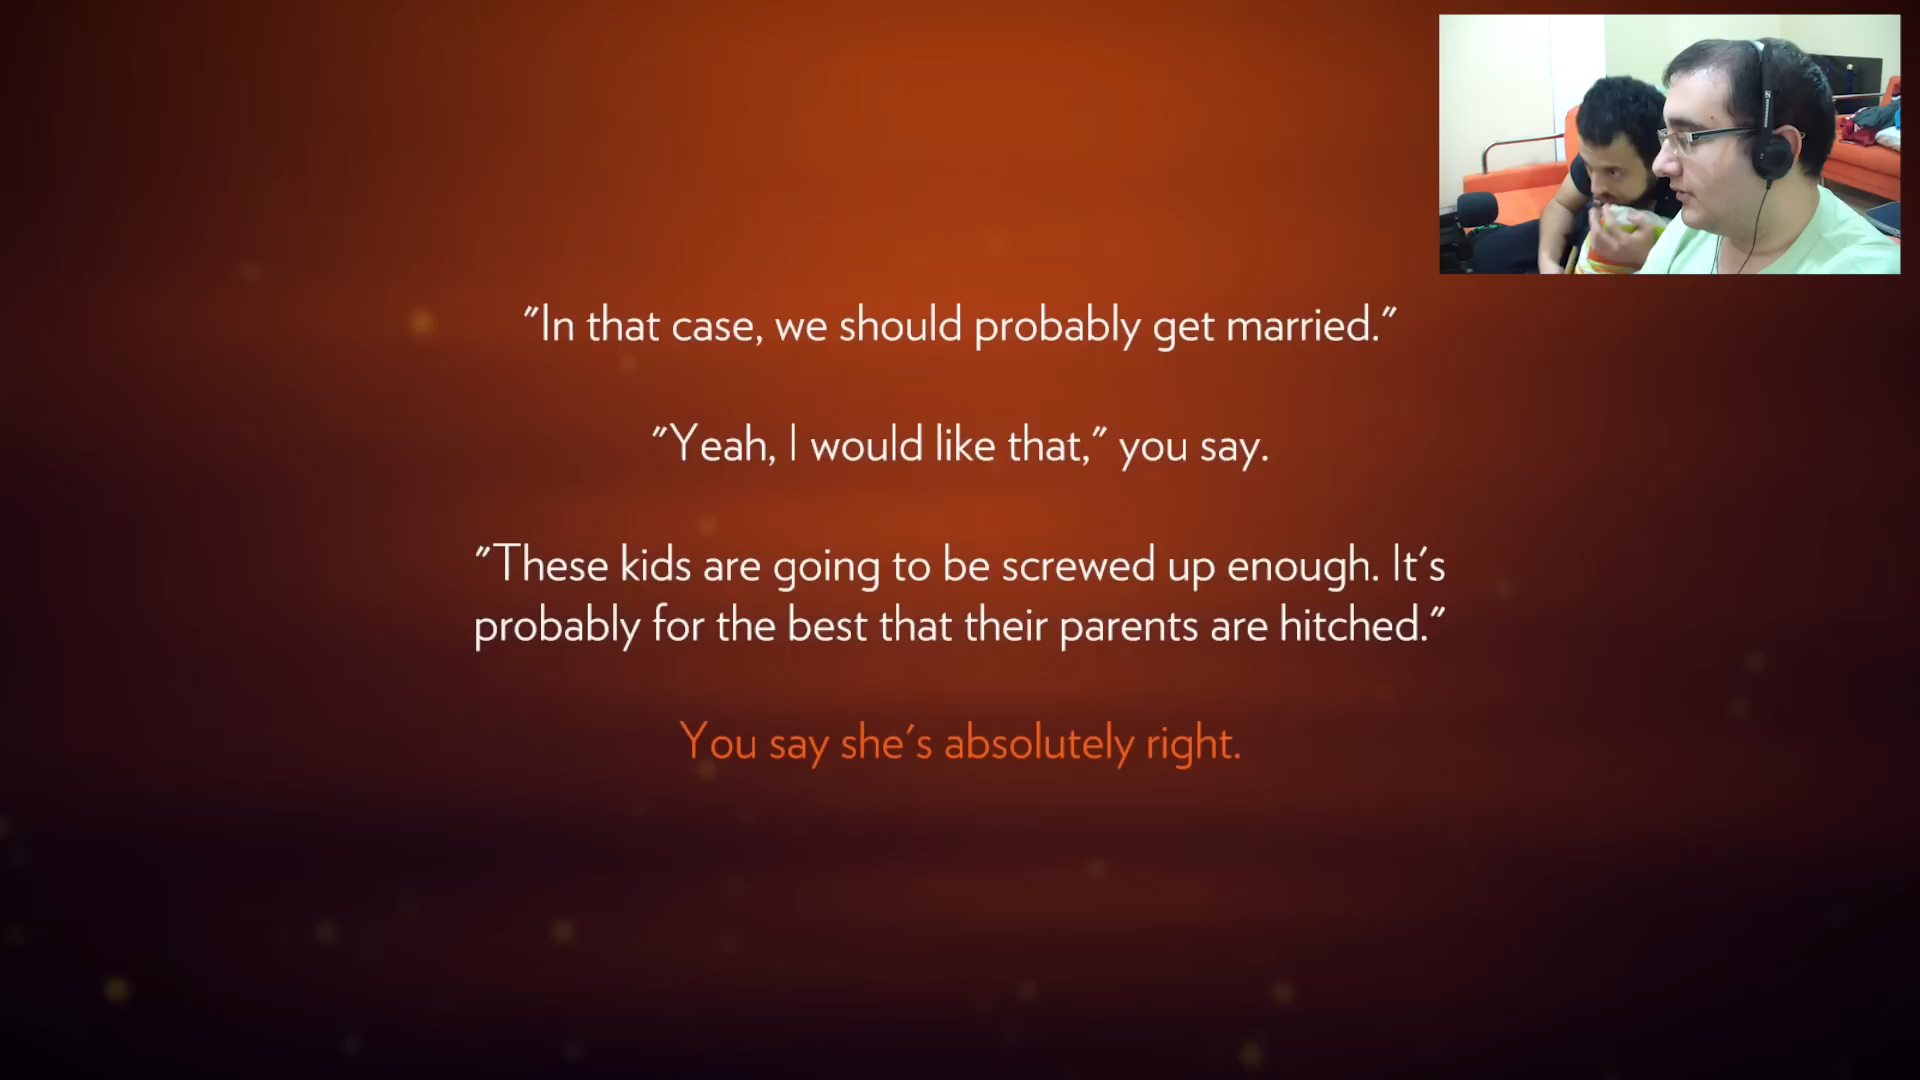 "In that case, we should probably get married."
"Yeah, I would like that," you say.
"These kids are going to be screwed up enough. It's
probably for the best that their parents are hitched."
You say she's absolutely right.